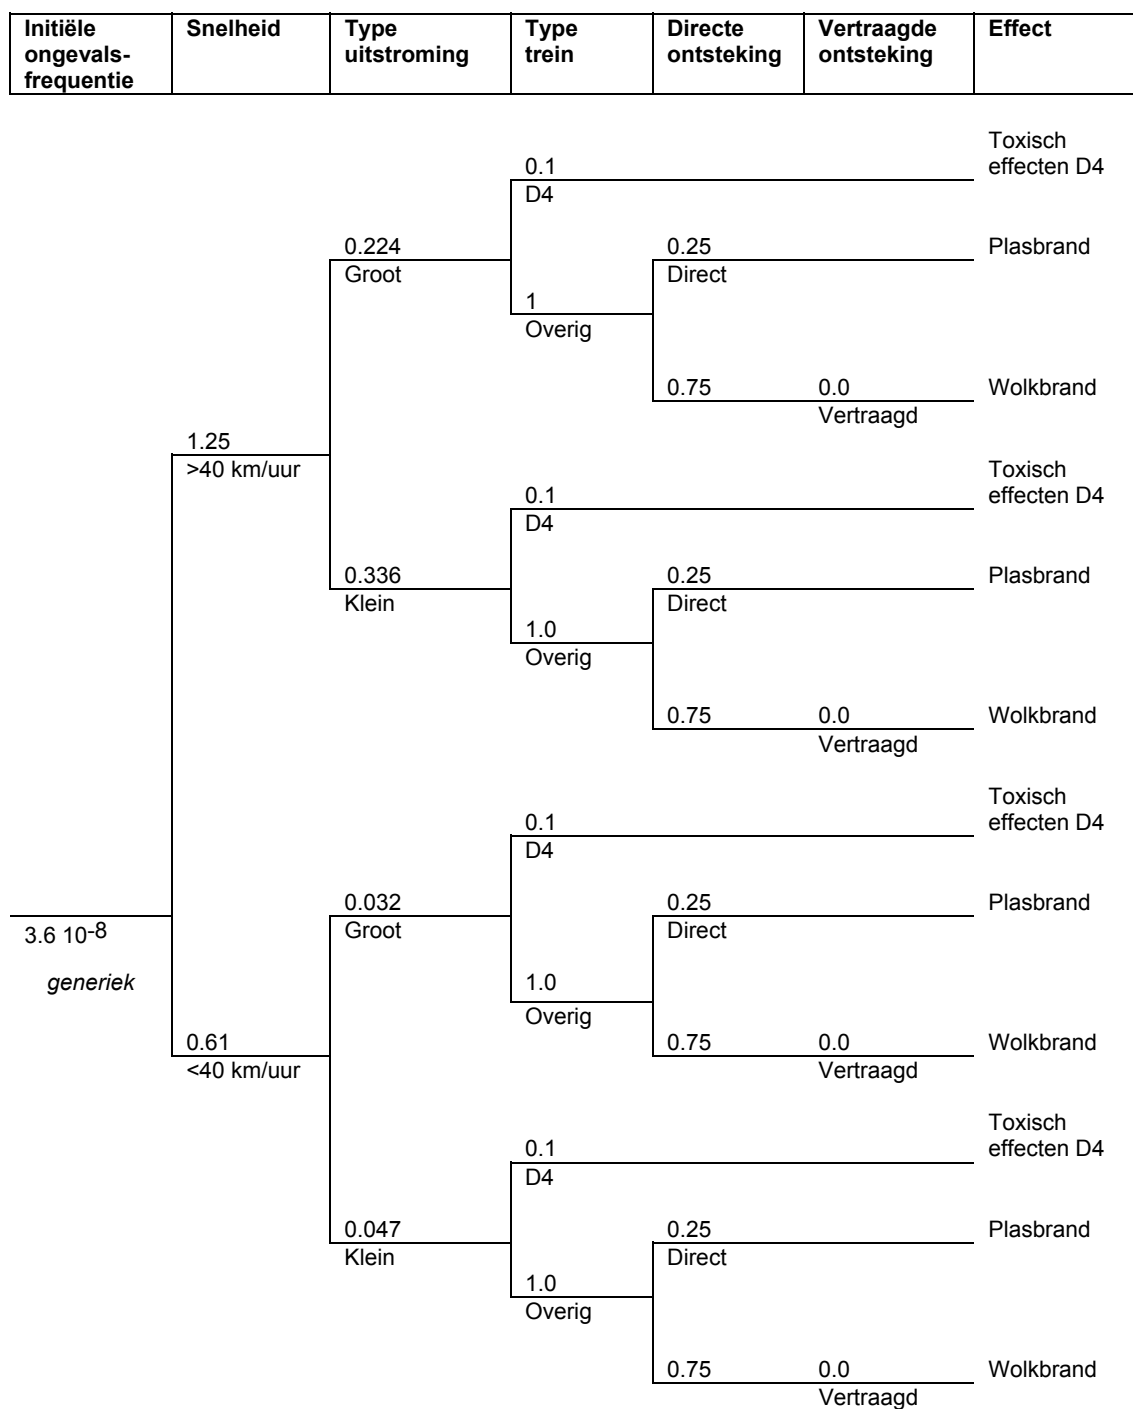 Initiële
ongevals-
frequentie
Snelheid
Type
uitstroming
Type
trein
Directe
ontsteking
Vertraagde
ontsteking
Effect
Toxisch
effecten D4
0.1
D4
0.224
Groot
0.25
Direct
Plasbrand
1
Overig
0.75
0.0
Vertraagd
Wolkbrand
1.25
>40 km/uur
Toxisch
effecten D4
0.1
D4
0.336
Klein
0.25
Direct
Plasbrand
1.0
Overig
0.75
0.0
Vertraagd
Wolkbrand
Toxisch
effecten D4
0.1
D4
0.032
Groot
0.25
Direct
Plasbrand
3.6 10-8
generiek
1.0
Overig
0.75
0.0
Vertraagd
Wolkbrand
0.61
<40 km/uur
Toxisch
effecten D4
0.1
D4
0.047
Klein
0.25
Direct
Plasbrand
1.0
Overig
0.75
0.0
Vertraagd
Wolkbrand